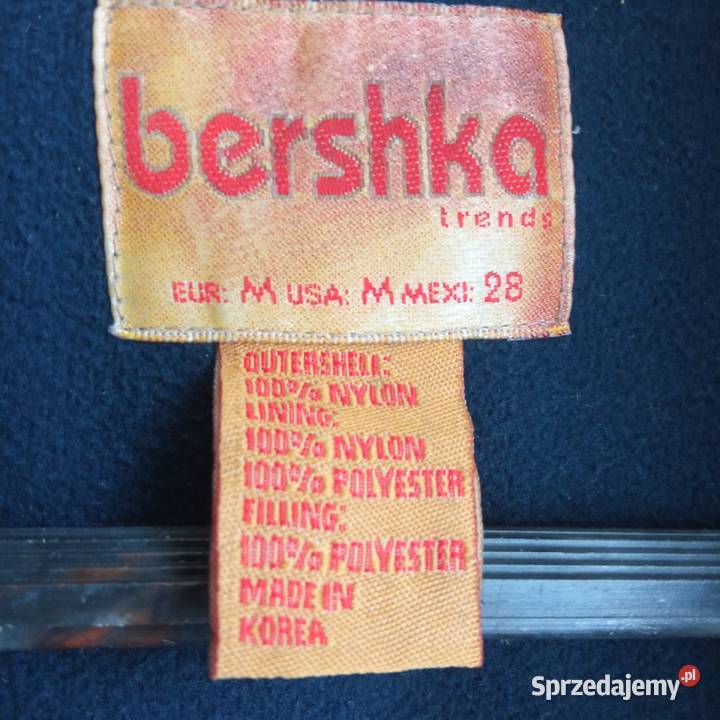 bershka
trends
EUR: M USA: M MEXI: 28
OUTERSHELL:
100% NYLON
LINING:
100% NYLON
100% POLYESTER
FILLING:
100% POLYESTER
MADE IN
KOREA
Sprzedajemy.pl